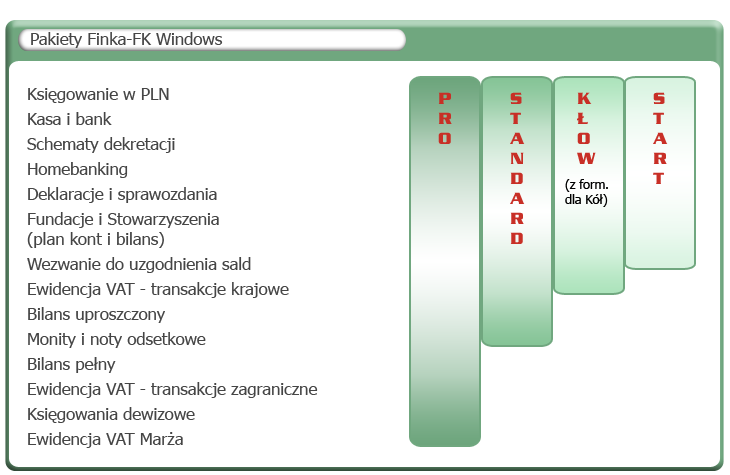 Pakiety Finka-FK Windows
Księgowanie w PLN
Kasa i bank
Schematy dekretacji
Homebanking
Deklaracje i sprawozdania
Fundacje i Stowarzyszenia
(plan kont i bilans)
Wezwanie do uzgodnienia sald
Ewidencja VAT - transakcje krajowe
Bilans uproszczony
Monity i noty odsetkowe
Bilans pełny
Ewidencja VAT - transakcje zagraniczne
Księgowania dewizowe
Ewidencja VAT Marża
PRO
STANDARD
KŁOW
(z form.
dla Kół)
START